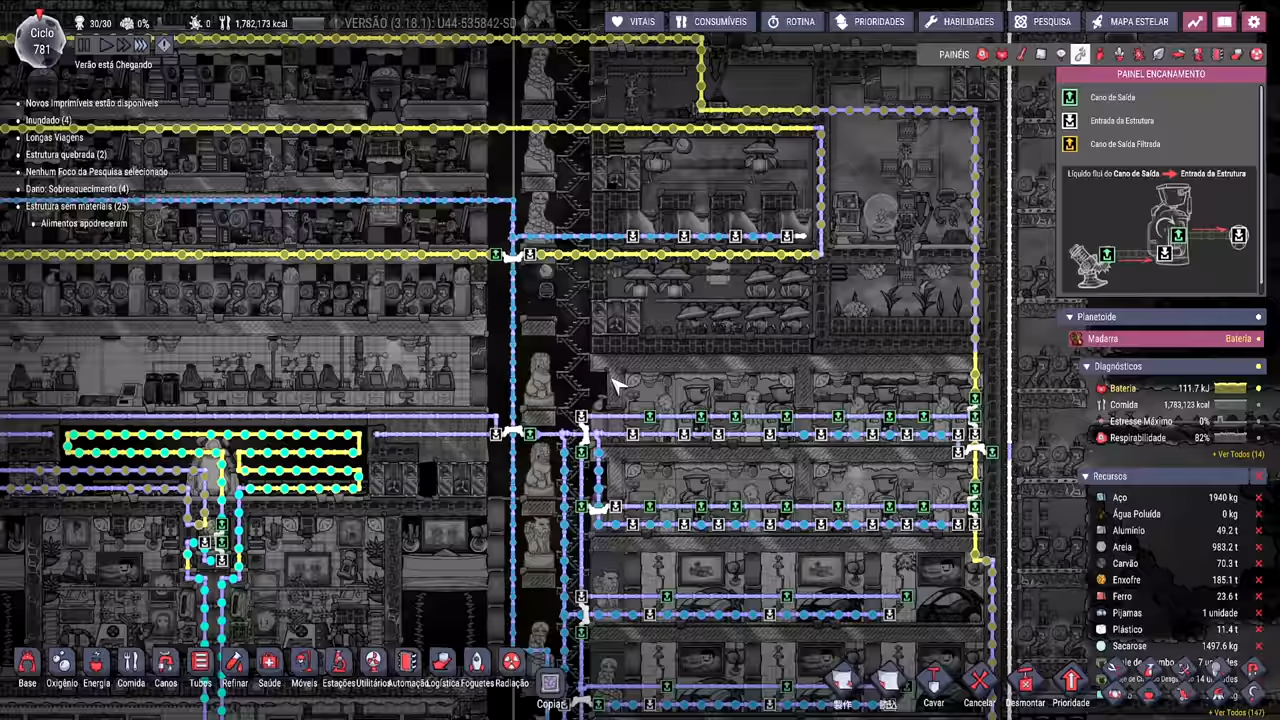 Ciclo
781
30/30
0%
0
1,782,173 kcal
VERSÃO (3.18.1): U44-535842-SD
VITAIS
CONSUMÍVEIS
ROTINA
PRIORIDADES
HABILIDADES
PESQUISA
MAPA ESTELAR
Verão está Chegando
PAINÉIS
PAINEL ENCANAMENTO
Cano de Saída
Entrada da Estrutura
Cano de Saída Filtrada
Líquido flui do Cano de Saída → Entrada da Estrutura
Novos Imprimíveis estão disponíveis
Inundado (4)
Longas Viagens
Estrutura quebrada (2)
Nenhum Foco da Pesquisa selecionado
Dano: Sobreaquecimento (4)
Estrutura sem materiais (25)
Alimentos apodreceram
Planetoide
Madarra
Bateria
Diagnósticos
Bateria
111.7 kJ
Comida
1,783,123 kcal
Estresse Máximo
0%
Respirabilidade
82%
+ Ver Todos (14)
Recursos
Aço 1940 kg
Água Poluída 0 kg
Alumínio 49.2 t
Areia 983.2 t
Carvão 70.3 t
Enxofre 185.1 t
Ferro 23.6 t
Pijamas 1 unidade
Plástico 11.4 t
Sacarose 1497.6 kg
+ Ver Todos (147)
Base
Oxigênio
Energia
Comida
Canos
Tubos
Refinar
Saúde
Móveis
Estações
Utilitários
Automação
Logística
Foguetes
Radiação
Copiar
Cavar
Cancelar
Desmontar
Prioridade